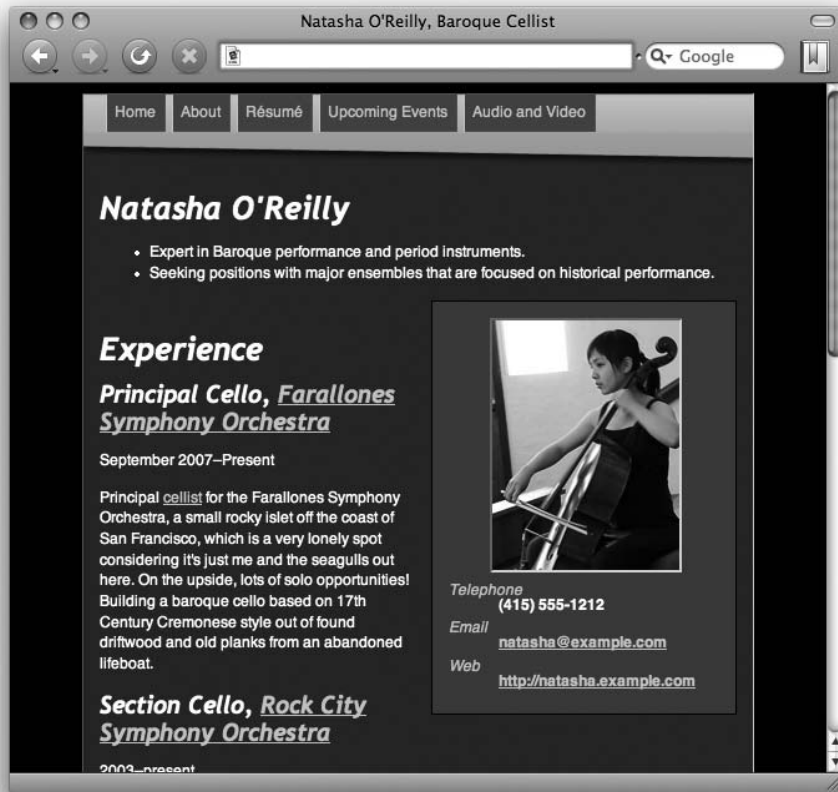 Natasha O'Reilly, Baroque Cellist
Google
Home About Résumé Upcoming Events Audio and Video
Natasha O'Reilly
• Expert in Baroque performance and period instruments.
• Seeking positions with major ensembles that are focused on historical performance.
Experience
Principal Cello, Farallones
Symphony Orchestra
September 2007–Present
Principal cellist for the Farallones Symphony
Orchestra, a small rocky islet off the coast of
San Francisco, which is a very lonely spot
considering it's just me and the seagulls out
here. On the upside, lots of solo opportunities!
Building a baroque cello based on 17th
Century Cremonese style out of found
driftwood and old planks from an abandoned
lifeboat.
Section Cello, Rock City
Symphony Orchestra
2003–present
Telephone
(415) 555-1212
Email
natasha@example.com
Web
http://natasha.example.com